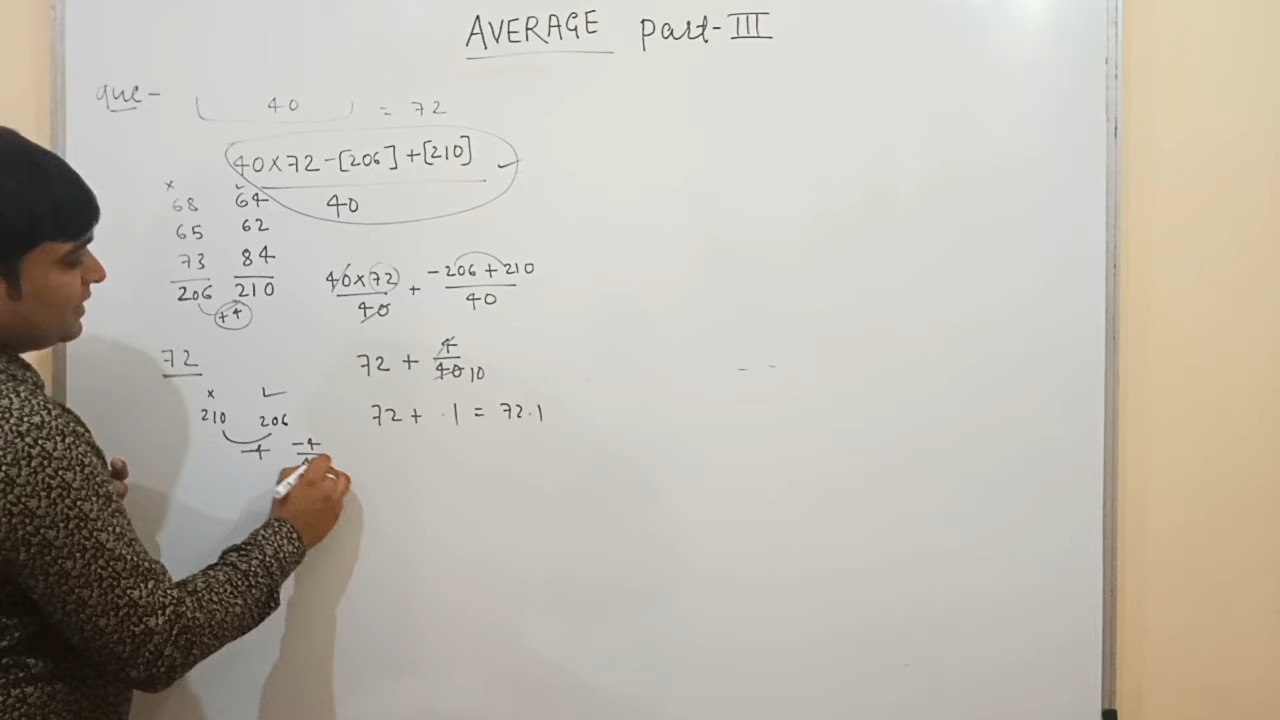 AVERAGE part-III
que- 40 = 72
40×72-[206]+[210]
40
× ✓
68 64
65 62
73 84
206 210
+4
40×72 + -206+210
40 40
72 + 4
40 10
72 + .1 = 72.1
72
× ✓
210 206
-4 -4